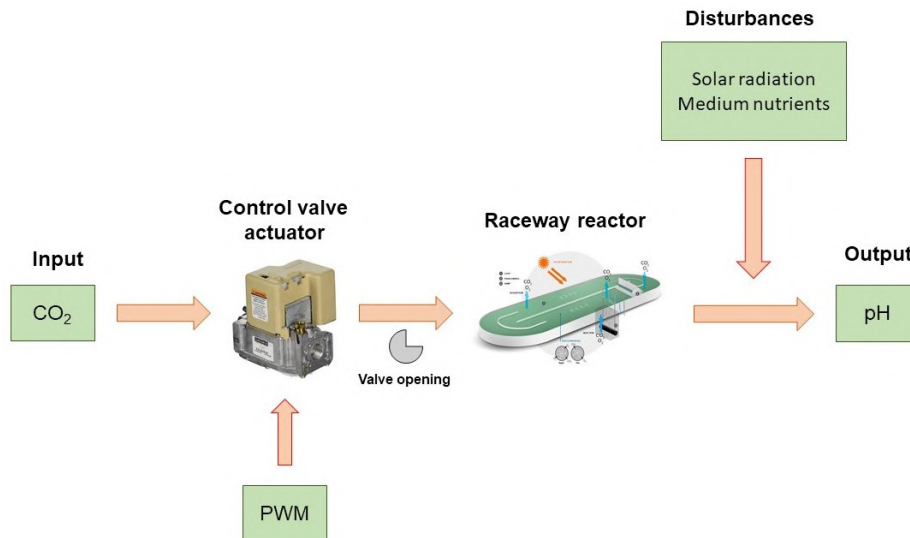 Disturbances
Solar radiation
Medium nutrients
Control valve
actuator
Raceway reactor
Input
Output
CO₂
pH
Valve opening
PWM